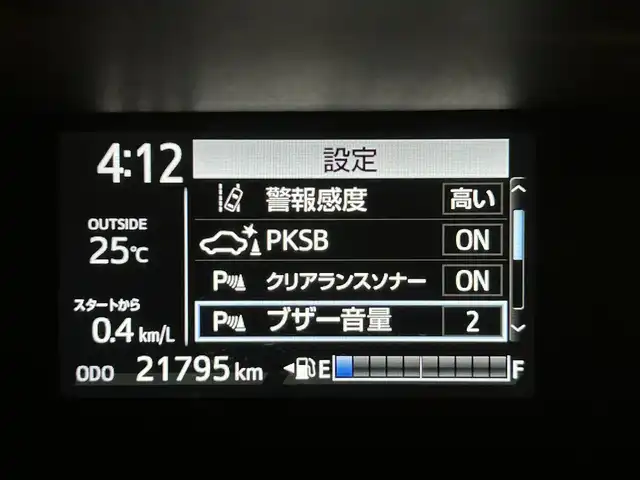 4:12
設定
警報感度 高い
OUTSIDE
25℃
PKSB ON
P クリアランスソナー ON
スタートから
0.4 km/L
P ブザー音量 2
ODO 21795 km
E F